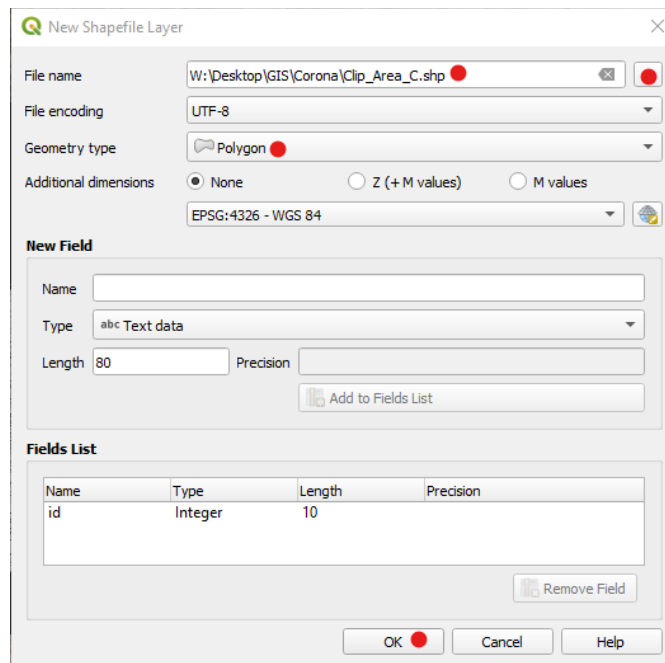 New Shapefile Layer
File name W:\Desktop\GIS\Corona\Clip_Area_C.shp
File encoding UTF-8
Geometry type Polygon
Additional dimensions None Z (+ M values) M values
EPSG:4326 - WGS 84
New Field
Name
Type abc Text data
Length 80 Precision
Add to Fields List
Fields List
Name Type Length Precision
id Integer 10
Remove Field
OK Cancel Help